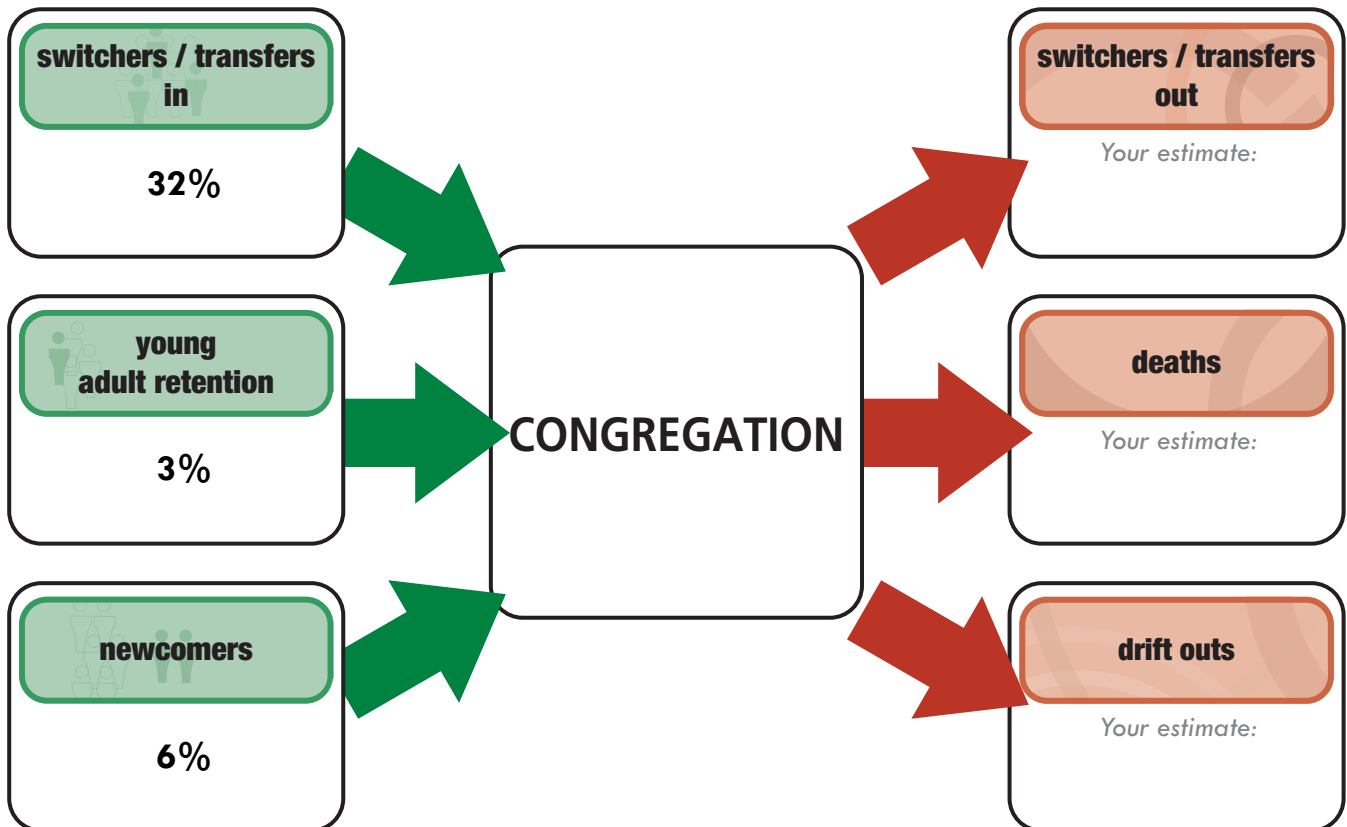 switchers / transfers
in
32%
young
adult retention
3%
newcomers
6%
CONGREGATION
switchers / transfers
out
Your estimate:
deaths
Your estimate:
drift outs
Your estimate: